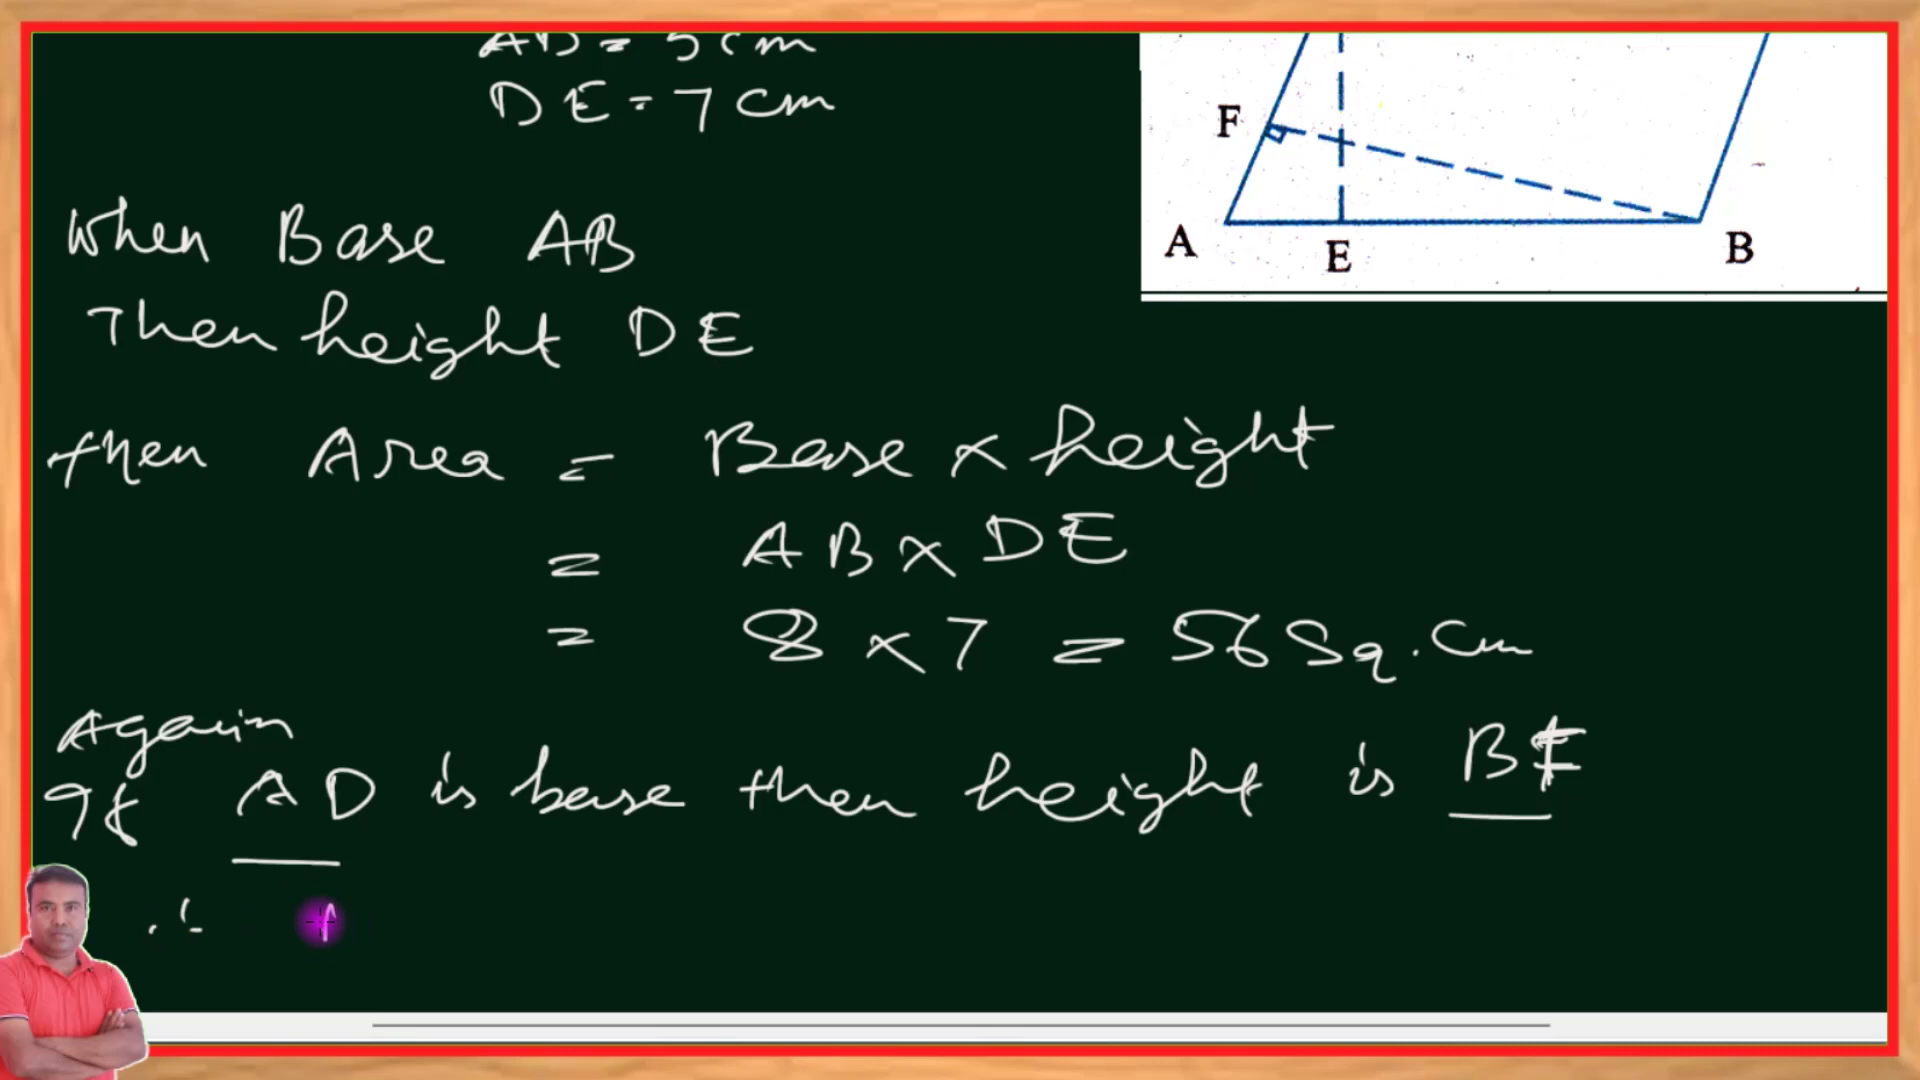 DE = 7 cm
F
A
E
B
When Base AB
Then height DE
then Area = Base × height
= AB × DE
= 8 × 7 = 56 Sq. Cm
Again
If AD is base then height is BF
∴